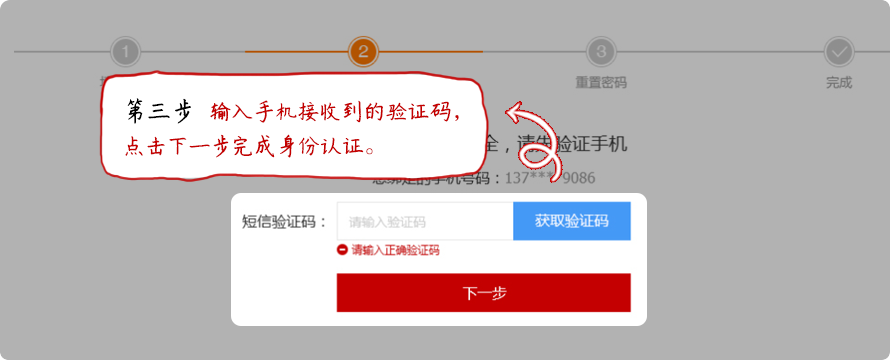 1
2
3
重置密码
完成
第三步 输入手机接收到的验证码，
点击下一步完成身份认证。
全，请先验证手机
您绑定的手机号码：137*** 9086
短信验证码：
请输入验证码
获取验证码
请输入正确验证码
下一步